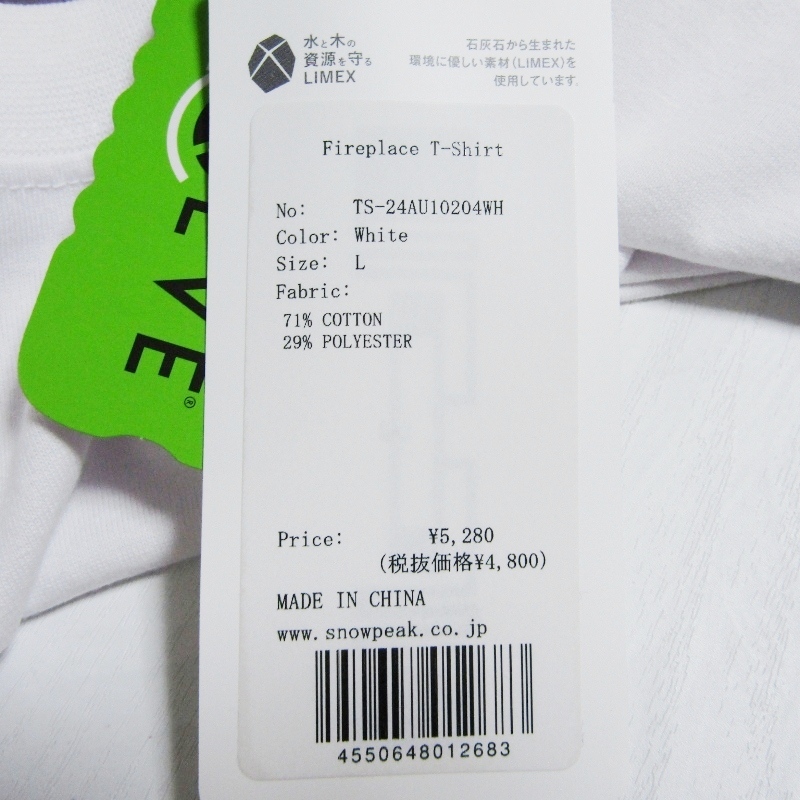 水と木の
資源を守る
LIMEX
石灰石から生まれた
環境に優しい素材(LIMEX)を
使用しています。
Fireplace T-Shirt
No: TS-24AU10204WH
Color: White
Size: L
Fabric:
71% COTTON
29% POLYESTER
Price: ¥5,280
(税抜価格¥4,800)
MADE IN CHINA
www.snowpeak.co.jp
4550648012683